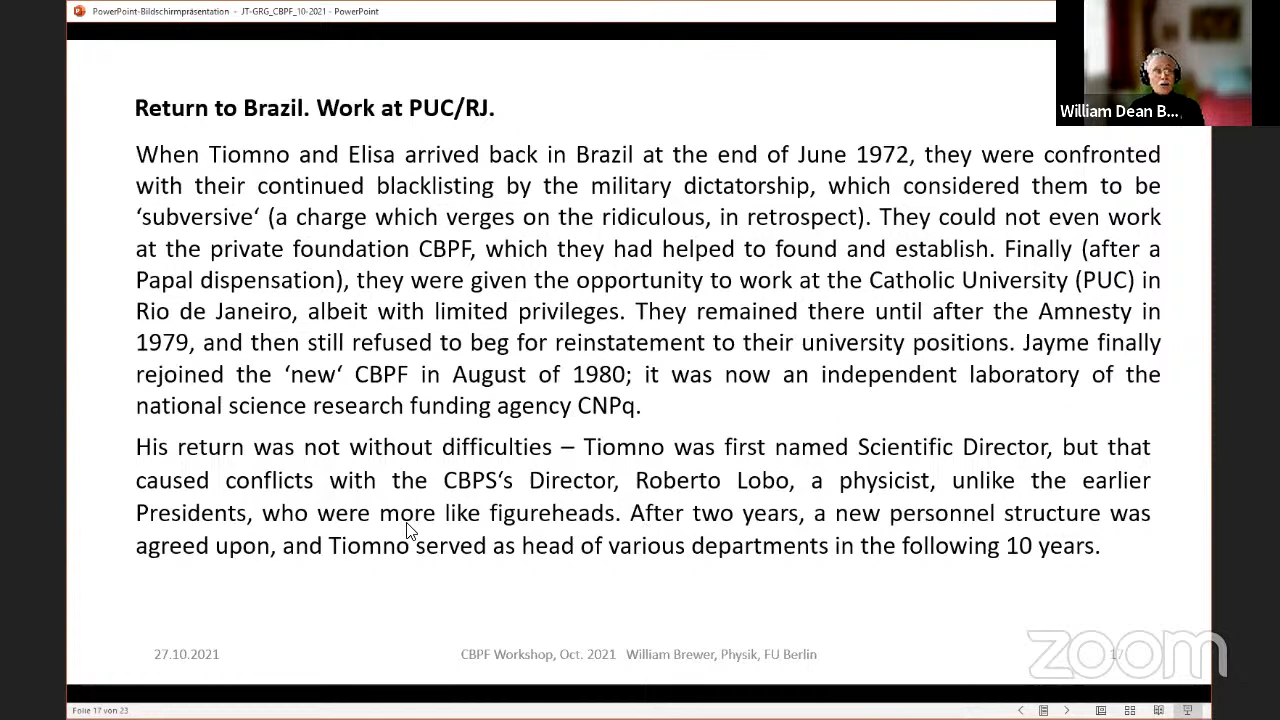 PowerPoint-Bildschirmpräsentation - JT-GRG_CBPF_10-2021 - PowerPoint
William Dean B...
Return to Brazil. Work at PUC/RJ.
When Tiomno and Elisa arrived back in Brazil at the end of June 1972, they were confronted
with their continued blacklisting by the military dictatorship, which considered them to be
‘subversive‘ (a charge which verges on the ridiculous, in retrospect). They could not even work
at the private foundation CBPF, which they had helped to found and establish. Finally (after a
Papal dispensation), they were given the opportunity to work at the Catholic University (PUC) in
Rio de Janeiro, albeit with limited privileges. They remained there until after the Amnesty in
1979, and then still refused to beg for reinstatement to their university positions. Jayme finally
rejoined the ‘new‘ CBPF in August of 1980; it was now an independent laboratory of the
national science research funding agency CNPq.
His return was not without difficulties – Tiomno was first named Scientific Director, but that
caused conflicts with the CBPS‘s Director, Roberto Lobo, a physicist, unlike the earlier
Presidents, who were more like figureheads. After two years, a new personnel structure was
agreed upon, and Tiomno served as head of various departments in the following 10 years.
27.10.2021
CBPF Workshop, Oct. 2021 William Brewer, Physik, FU Berlin
17
zoom
Folie 17 von 23